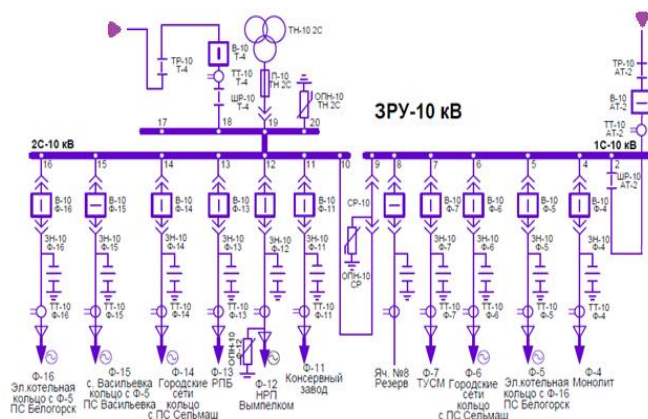 ТН-10 2С
В-10
Т-4
ТР-10
Т-4
ТТ-10
Т-4
П-10
ТН 2С
ШР-10
Т-4
ОПН-10
ТН 2С
ЗРУ-10 кВ
ТР-10
АТ-2
В-10
АТ-2
ТТ-10
АТ-2
17
18
19
20
2С-10 кВ
1С-10 кВ
16
15
14
13
12
11
10
9
8
7
6
5
4
2
ШР-10
АТ-2
В-10
Ф-16
В-10
Ф-15
В-10
Ф-14
В-10
Ф-13
В-10
Ф-12
В-10
Ф-11
СР-10
В-10
Ф-7
В-10
Ф-6
В-10
Ф-5
В-10
Ф-4
ЗН-10
Ф-16
ЗН-10
Ф-15
ЗН-10
Ф-14
ЗН-10
Ф-13
ЗН-10
Ф-12
ЗН-10
Ф-11
ОПН-10
СР
ЗН-10
Ф-7
ЗН-10
Ф-6
ЗН-10
Ф-5
ЗН-10
Ф-4
ТТ-10
Ф-16
ТТ-10
Ф-15
ТТ-10
Ф-14
ТТ-10
Ф-13
ОПН-10
Ф-12
ТТ-10
Ф-11
ТТ-10
Ф-7
ТТ-10
Ф-6
ТТ-10
Ф-5
ТТ-10
Ф-4
Ф-16
Эл.котельная
кольцо с Ф-5
ПС Белогорск
Ф-15
с. Васильевка
кольцо с Ф-5
ПС Васильевка
Ф-14
Городские
сети
кольцо
с ПС Сельмаш
Ф-13
РПБ
Ф-12
НРП
Вымпелком
Ф-11
Консервный
завод
Яч. №8
Резерв
Ф-7
ТУСМ
Ф-6
Городские
сети
кольцо
с ПС Сельмаш
Ф-5
Эл.котельная
кольцо с Ф-16
ПС Белогорск
Ф-4
Монолит